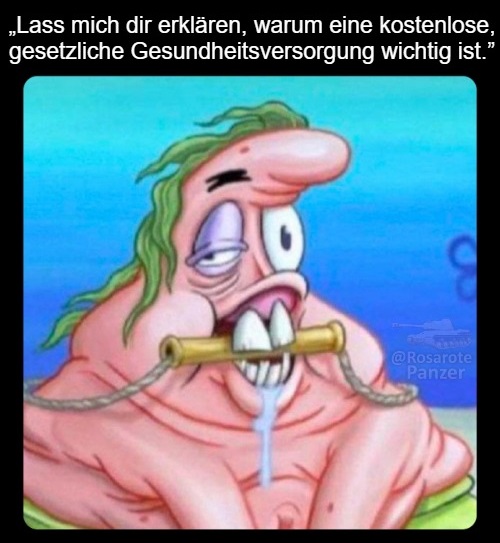 „Lass mich dir erklären, warum eine kostenlose,
gesetzliche Gesundheitsversorgung wichtig ist.”
@Rosarote
Panzer